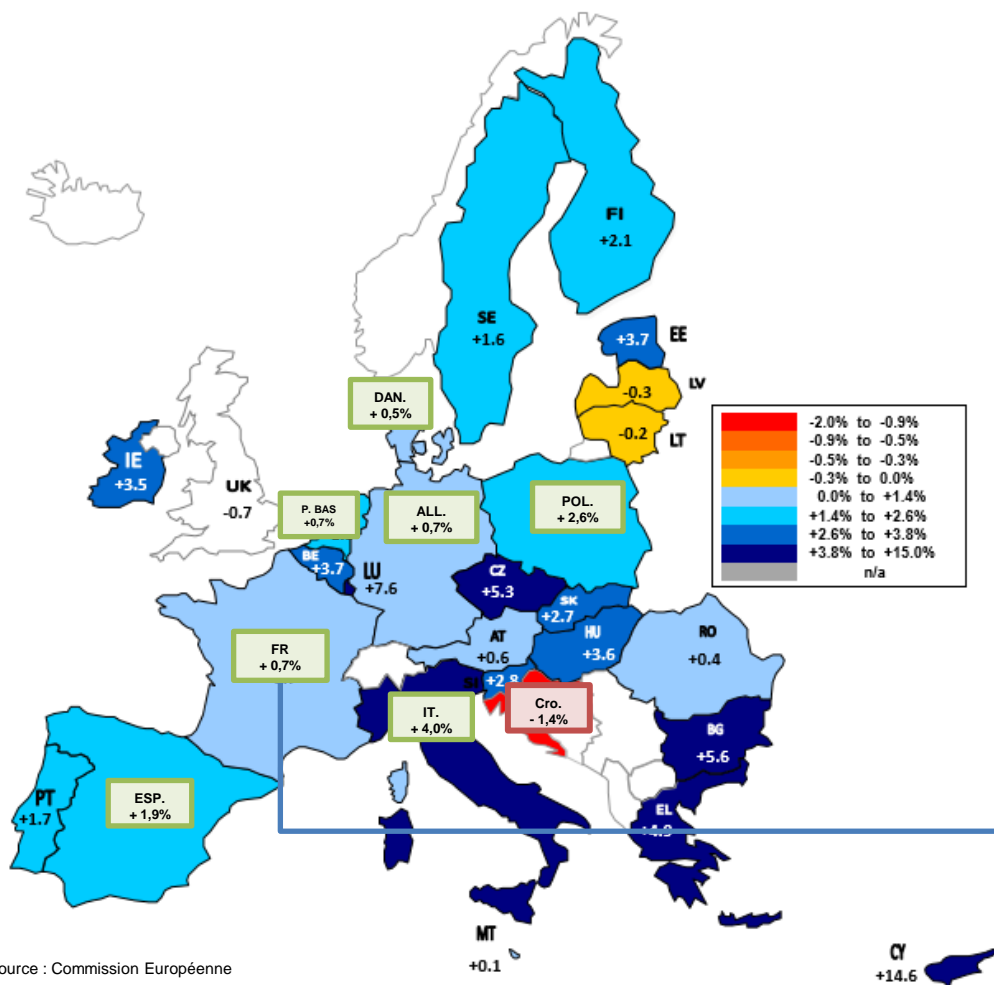 FI
+2.1
SE
+1.6
+3.7 EE
-0.3 LV
-0.2 LT
DAN.
+ 0,5%
IE
+3.5
UK
-0.7
P. BAS
+0,7%
ALL.
+ 0,7%
POL.
+ 2,6%
-2.0% to -0.9%
-0.9% to -0.5%
-0.5% to -0.3%
-0.3% to 0.0%
0.0% to +1.4%
+1.4% to +2.6%
+2.6% to +3.8%
+3.8% to +15.0%
n/a
BE
+3.7
LU
+7.6
CZ
+5.3
SK
+2.7
AT
+0.6
HU
+3.6
RO
+0.4
FR
+ 0,7%
+2.8
IT.
+ 4,0%
Cro.
- 1,4%
BG
+5.6
PT
+1.7
ESP.
+ 1,9%
EL
MT
+0.1
CY
+14.6
ource : Commission Européenne